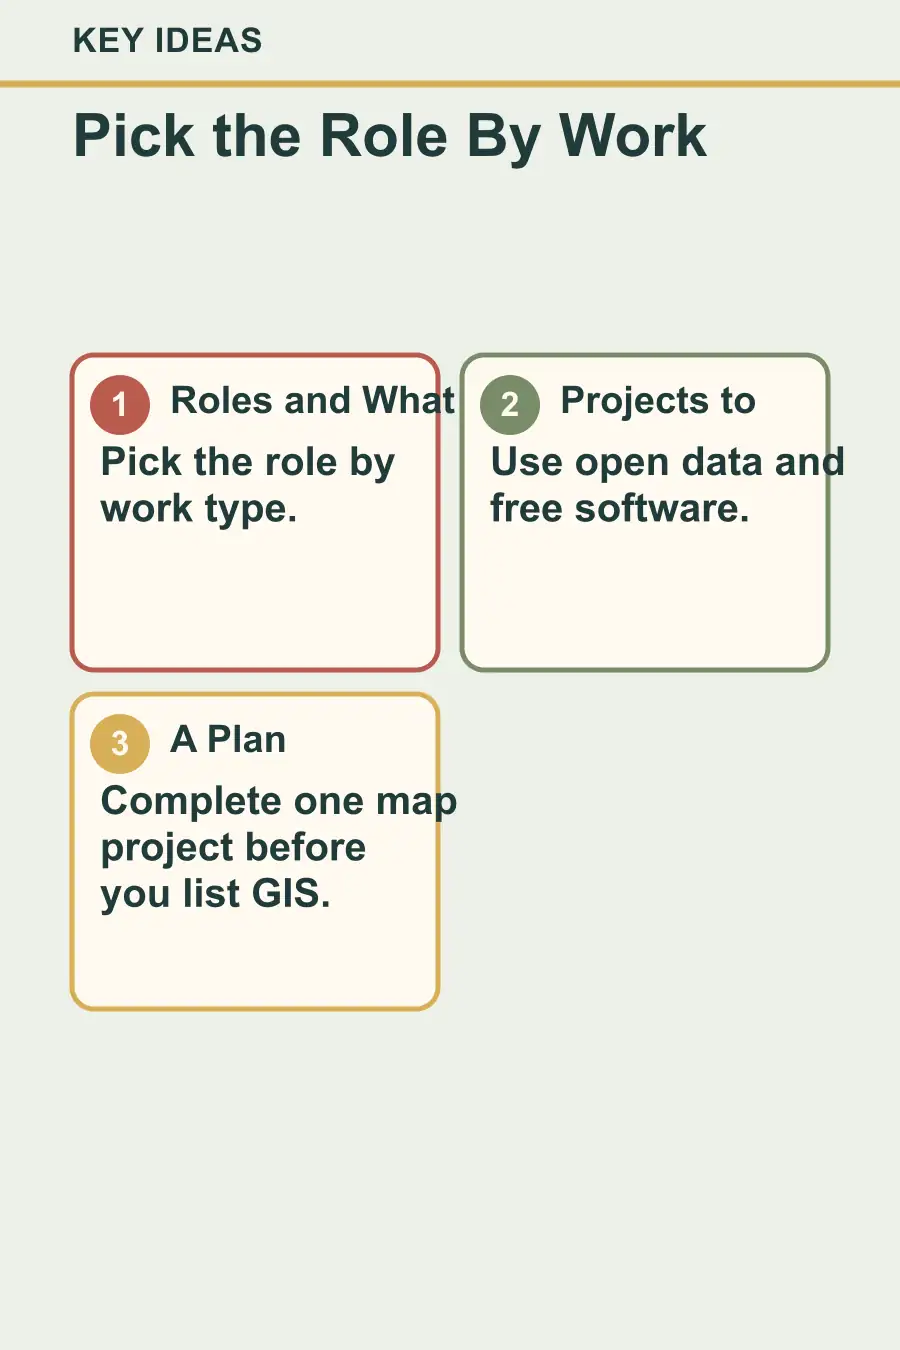 KEY IDEAS
Pick the Role By Work
1 Roles and What
Pick the role by
work type.
2 Projects to
Use open data and
free software.
3 A Plan
Complete one map
project before
you list GIS.